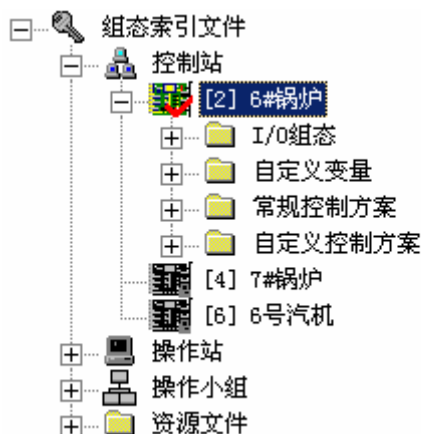 组态索引文件
控制站
[2] 6#锅炉
I/O组态
自定义变量
常规控制方案
自定义控制方案
[4] 7#锅炉
[6] 6号汽机
操作站
操作小组
资源文件